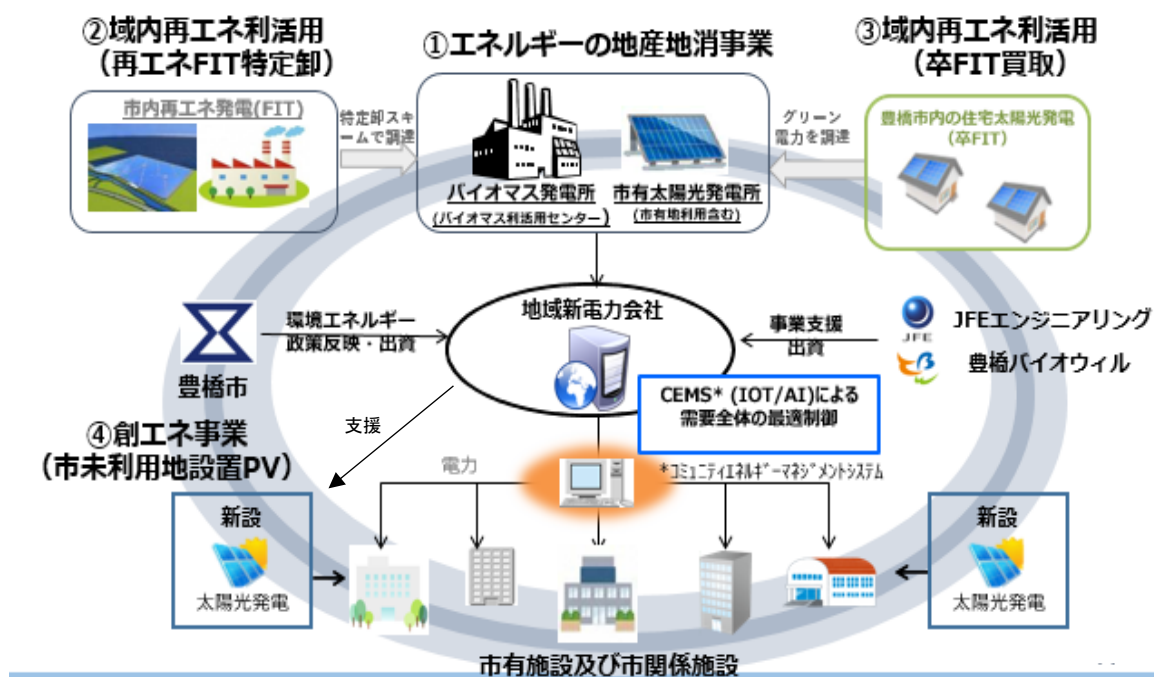 ②域内再エネ利活用
（再エネFIT特定卸）
①エネルギーの地産地消事業
③域内再エネ利活用
（卒FIT買取）
市内再エネ発電(FIT)
特定卸スキ
ームで調達
バイオマス発電所
(バイオマス利活用センター)
市有太陽光発電所
(市有地利用含む)
グリーン
電力を調達
豊橋市内の住宅太陽光発電
(卒FIT)
豊橋市
環境エネルギー
政策反映・出資
地域新電力会社
事業支援
出資
JFE
JFEエンジニアリング
豊橋バイオウィル
CEMS* (IOT/AI)による
需要全体の最適制御
*コミュニティエネルギーマネジメントシステム
支援
④創エネ事業
（市未利用地設置PV）
電力
新設
太陽光発電
新設
太陽光発電
市有施設及び市関係施設